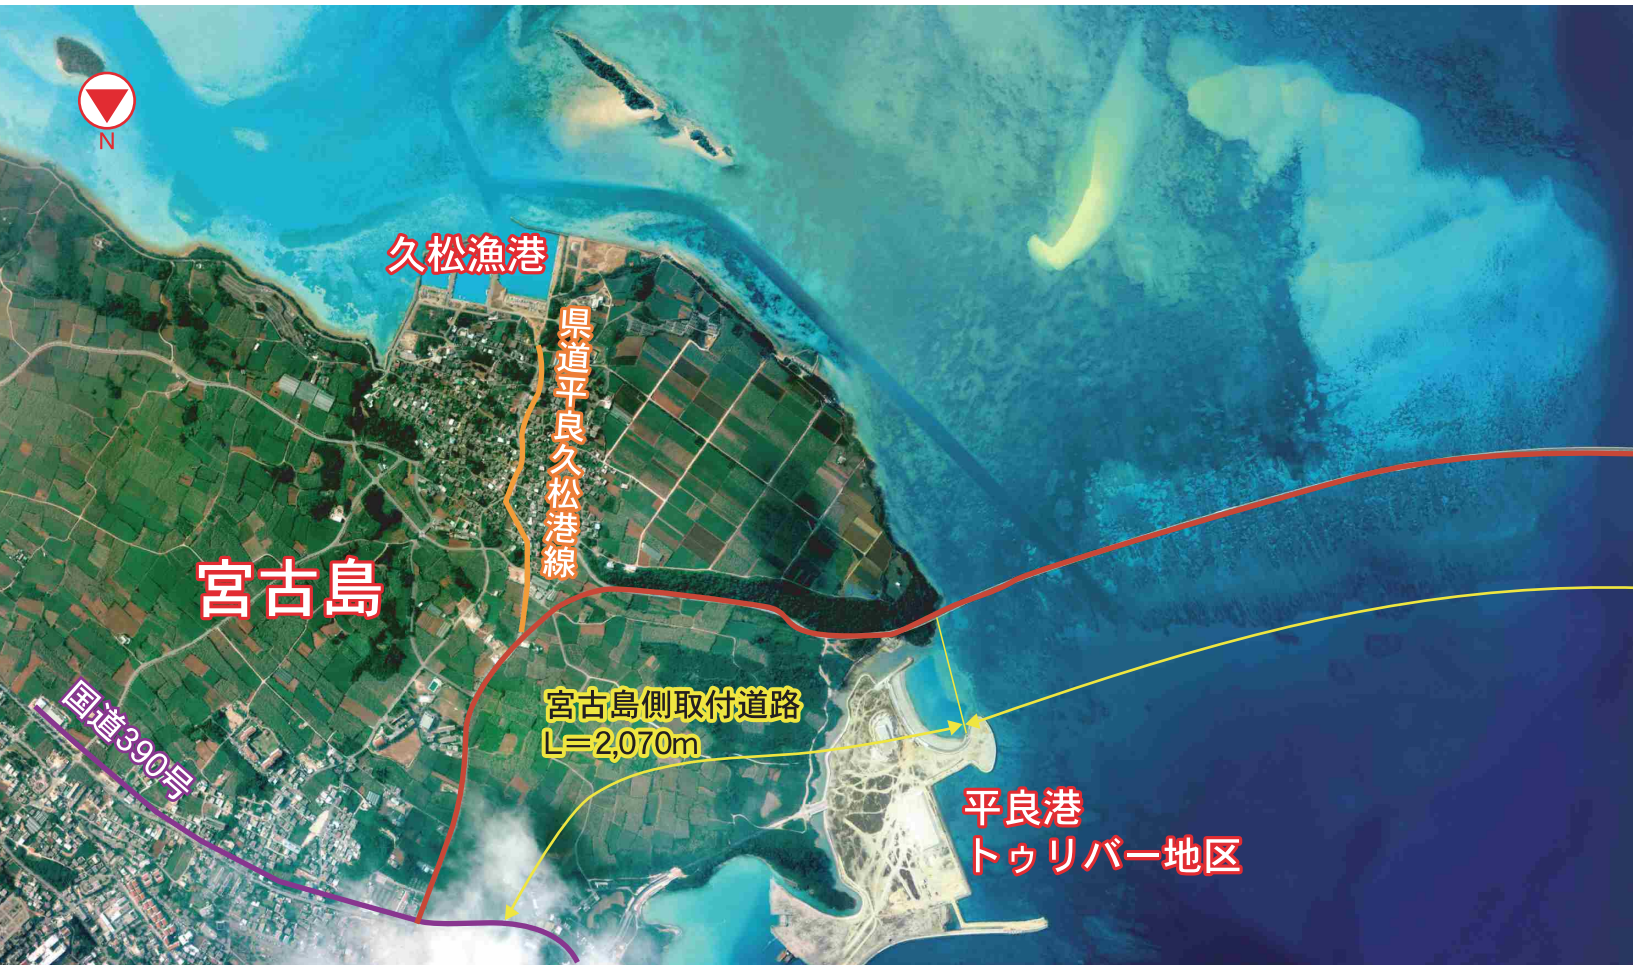 N
久松漁港
県道平良久松港線
宮古島
国道390号
宮古島側取付道路
L=2,070m
平良港
トゥリバー地区